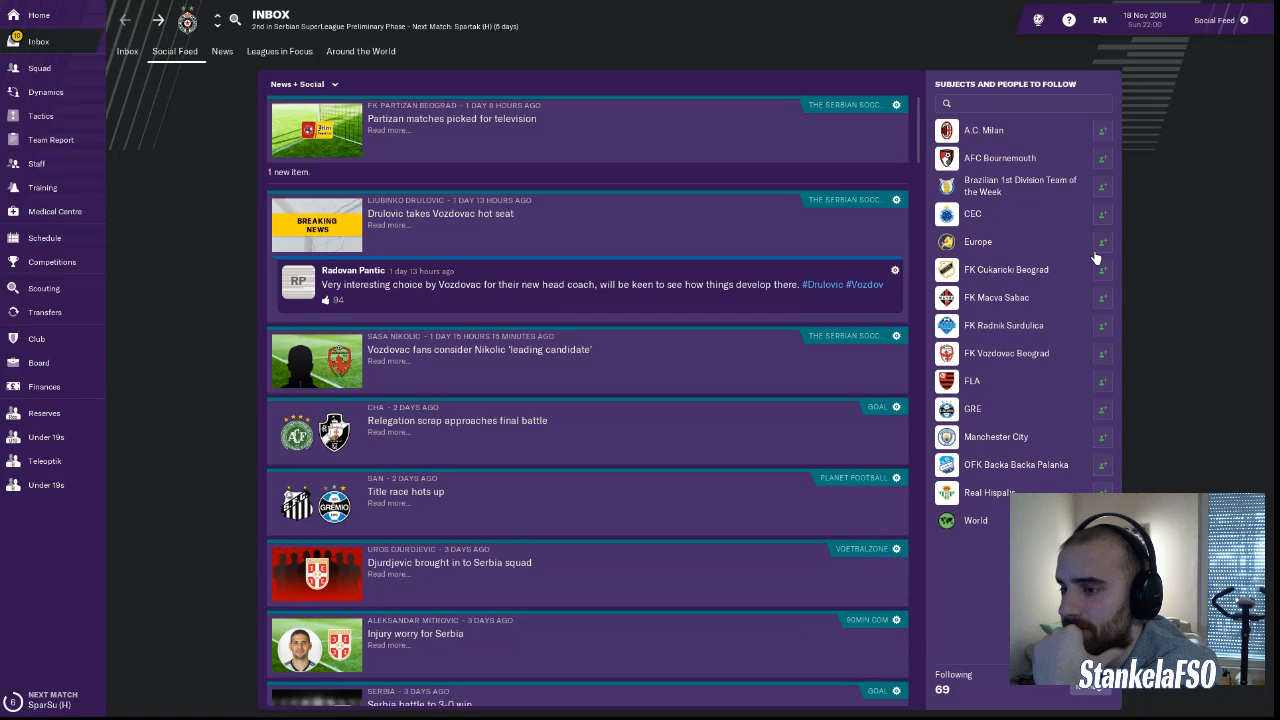 Home
10
Inbox
Squad
Dynamics
Tactics
Team Report
Staff
Training
Medical Centre
Schedule
Competitions
Scouting
Transfers
Club
Board
Finances
Reserves
Under 19s
Teleoptik
Under 19s
6
NEXT MATCH
SparSu (H)
INBOX
2nd in Serbian SuperLeague Preliminary Phase - Next Match: Spartak (H) (6 days)
?
FM
18 Nov 2018
Sun 22:00
Social Feed
Inbox
Social Feed
News
Leagues in Focus
Around the World
News + Social
FK PARTIZAN BEOGRAD - 1 DAY 8 HOURS AGO
THE SERBIAN SOCC...
Partizan matches picked for television
Read more...
1 new item.
BREAKING
NEWS
LJUBINKO DRULOVIC - 1 DAY 13 HOURS AGO
THE SERBIAN SOCC...
Drulovic takes Vozdovac hot seat
Read more...
RP
Radovan Pantic 1 day 13 hours ago
Very interesting choice by Vozdovac for their new head coach, will be keen to see how things develop there. #Drulovic #Vozdov
94
SASA NIKOLIC - 1 DAY 15 HOURS 15 MINUTES AGO
THE SERBIAN SOCC...
Vozdovac fans consider Nikolic 'leading candidate'
Read more...
CHA - 2 DAYS AGO
GOAL
Relegation scrap approaches final battle
Read more...
SAN - 2 DAYS AGO
PLANET FOOTBALL
Title race hots up
Read more...
UROS DJURDJEVIC - 3 DAYS AGO
VOETBALZONE
Djurdjevic brought in to Serbia squad
Read more...
ALEKSANDAR MITROVIC - 3 DAYS AGO
90MIN.COM
Injury worry for Serbia
Read more...
SERBIA - 3 DAYS AGO
GOAL
Serbia battle to 3-0 win
SUBJECTS AND PEOPLE TO FOLLOW
A.C. Milan
AFC Bournemouth
Brazilian 1st Division Team of
the Week
CEC
Europe
FK Cukaricki Beograd
FK Macva Sabac
FK Radnik Surdulica
FK Vozdovac Beograd
FLA
GRE
Manchester City
OFK Backa Backa Palanka
Real Hispalis
World
Following
69
StankelaFSO